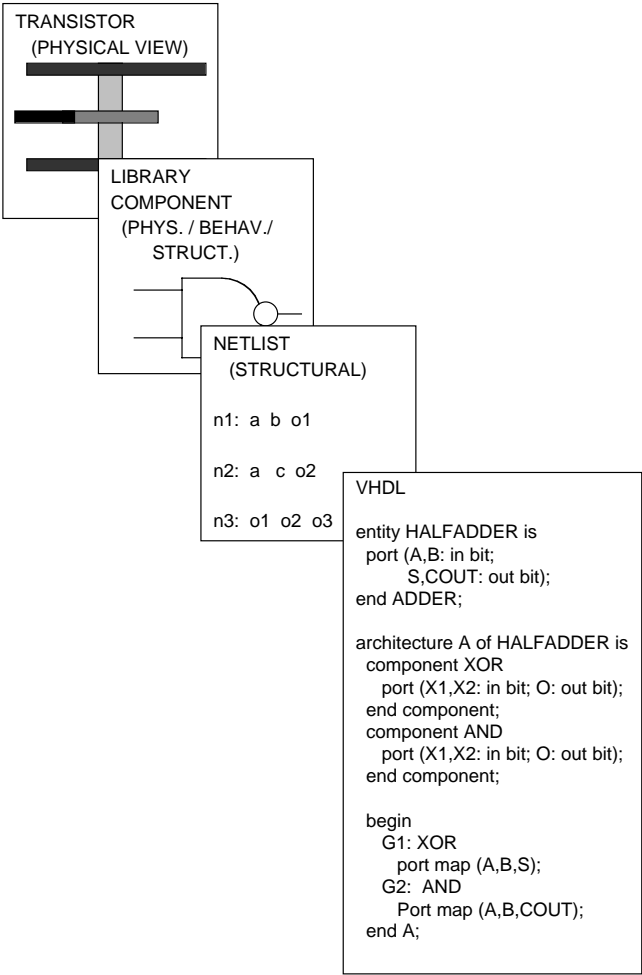 TRANSISTOR
(PHYSICAL VIEW)
LIBRARY
COMPONENT
(PHYS. / BEHAV./
STRUCT.)
NETLIST
(STRUCTURAL)
n1: a b o1
n2: a c o2
n3: o1 o2 o3
VHDL
entity HALFADDER is
port (A,B: in bit;
S,COUT: out bit);
end ADDER;
architecture A of HALFADDER is
component XOR
port (X1,X2: in bit; O: out bit);
end component;
component AND
port (X1,X2: in bit; O: out bit);
end component;
begin
G1: XOR
port map (A,B,S);
G2: AND
Port map (A,B,COUT);
end A;